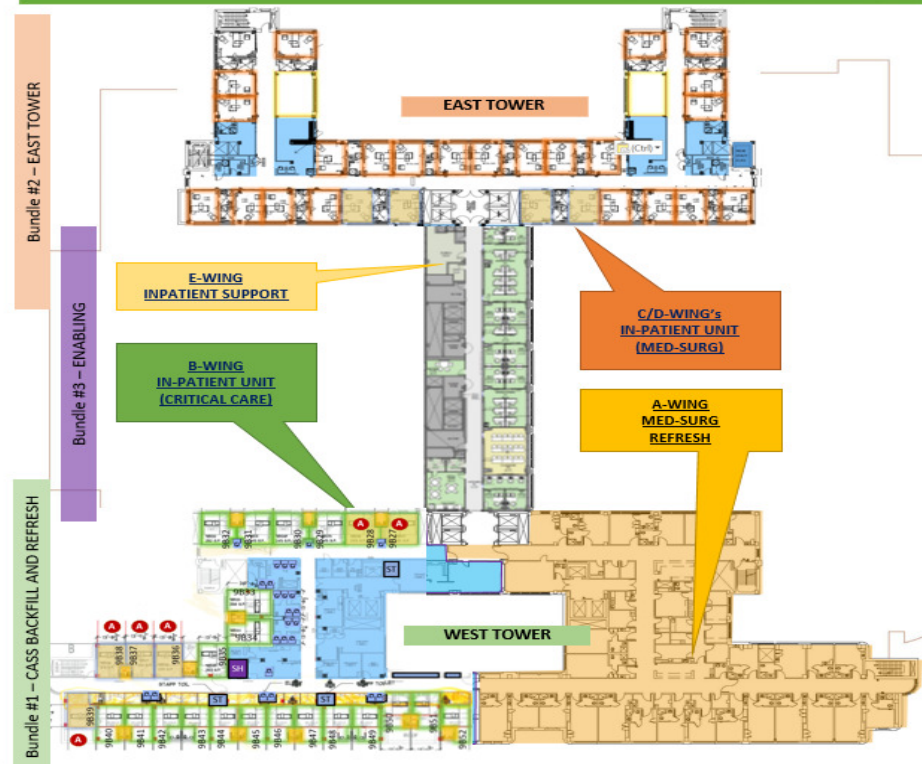 Bundle #2 – EAST TOWER
Bundle #3 – ENABLING
Bundle #1 – CASS BACKFILL AND REFRESH
EAST TOWER
(Ctrl)
E-WING
INPATIENT SUPPORT
C/D-WING's
IN-PATIENT UNIT
(MED-SURG)
B-WING
IN-PATIENT UNIT
(CRITICAL CARE)
A-WING
MED-SURG
REFRESH
9B32
9B31
9B30
9B29
9B28
9B27
A
A
ST
9B33
9B34
WEST TOWER
A
A
A
9B38
9B37
9B36
9B35
SH
ST
ST
9B39
9B40
9B41
9B42
9B43
9B44
9B45
9B46
9B47
9B48
9B49
9B50
9B51
9B52
A